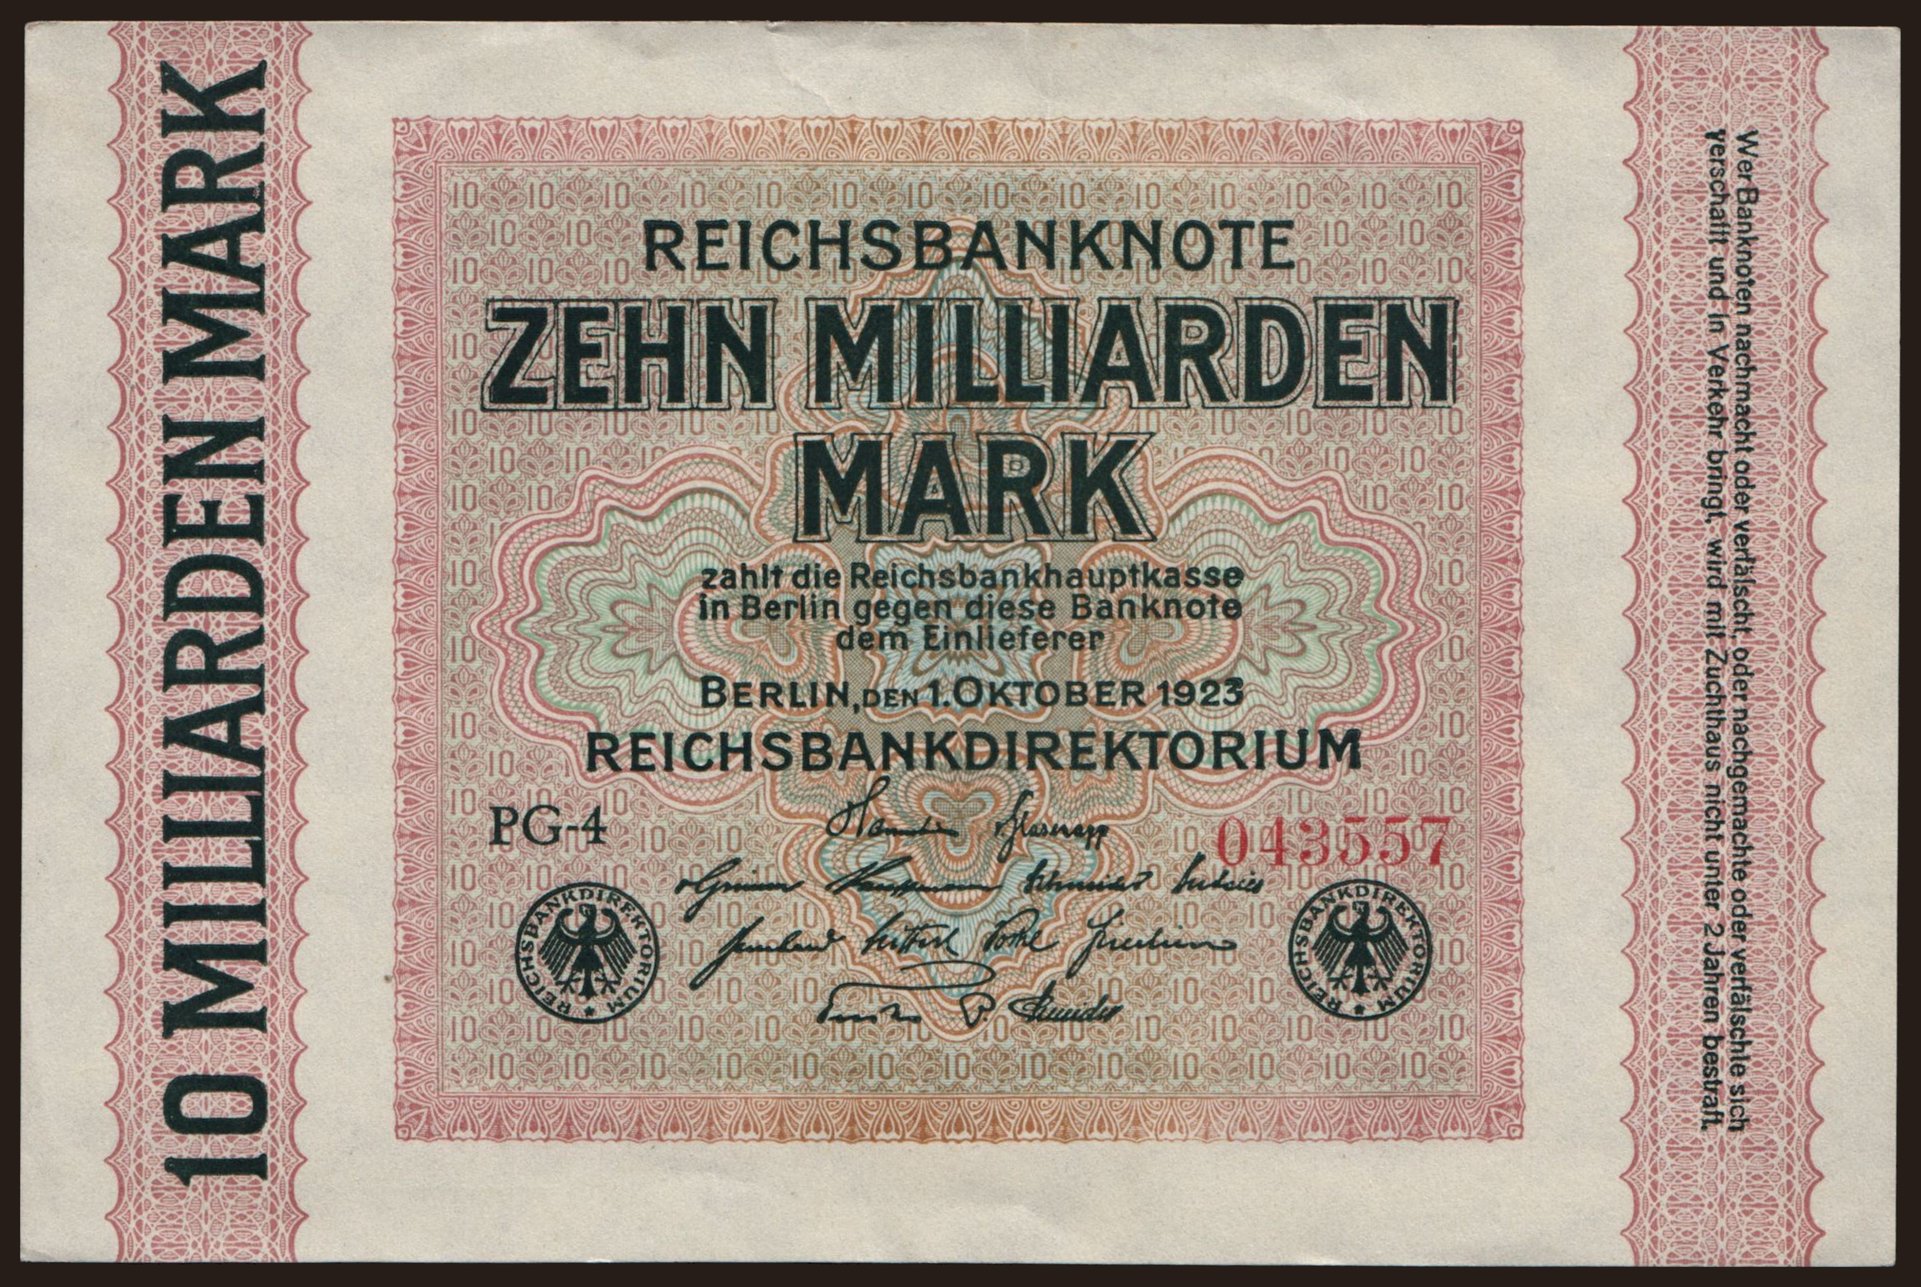 10 MILLIARDEN MARK
REICHSBANKNOTE
ZEHN MILLIARDEN
MARK
zahlt die Reichsbankhauptkasse
in Berlin gegen diese Banknote
dem Einlieferer
BERLIN, DEN 1. OKTOBER 1923
REICHSBANKDIREKTORIUM
PG-4
043557
REICHSBANKDIREKTORIUM
REICHSBANKDIREKTORIUM
Wer Banknoten nachmacht oder verfälscht, oder nachgemachte oder verfälschte sich
verschafft und in Verkehr bringt, wird mit Zuchthaus nicht unter 2 Jahren bestraft.